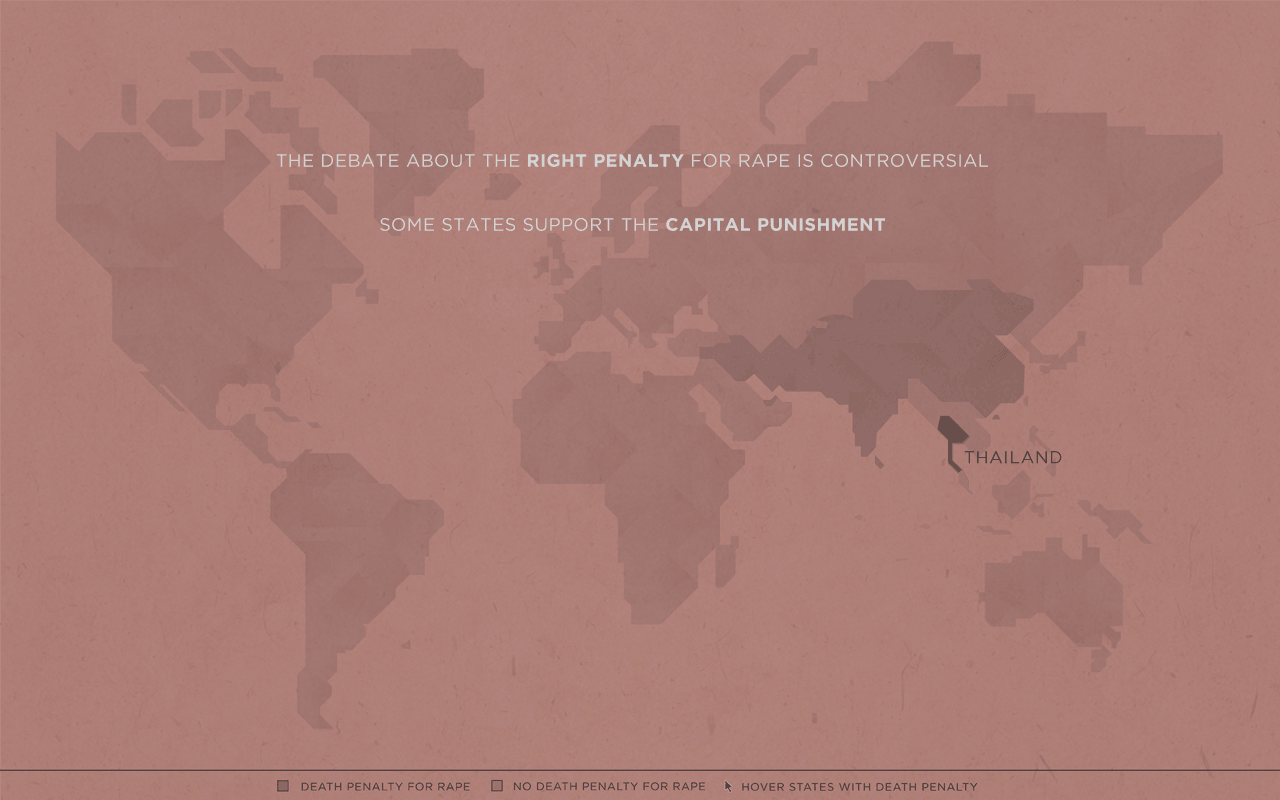 THE DEBATE ABOUT THE RIGHT PENALTY FOR RAPE IS CONTROVERSIAL
SOME STATES SUPPORT THE CAPITAL PUNISHMENT
THAILAND
DEATH PENALTY FOR RAPE NO DEATH PENALTY FOR RAPE HOVER STATES WITH DEATH PENALTY